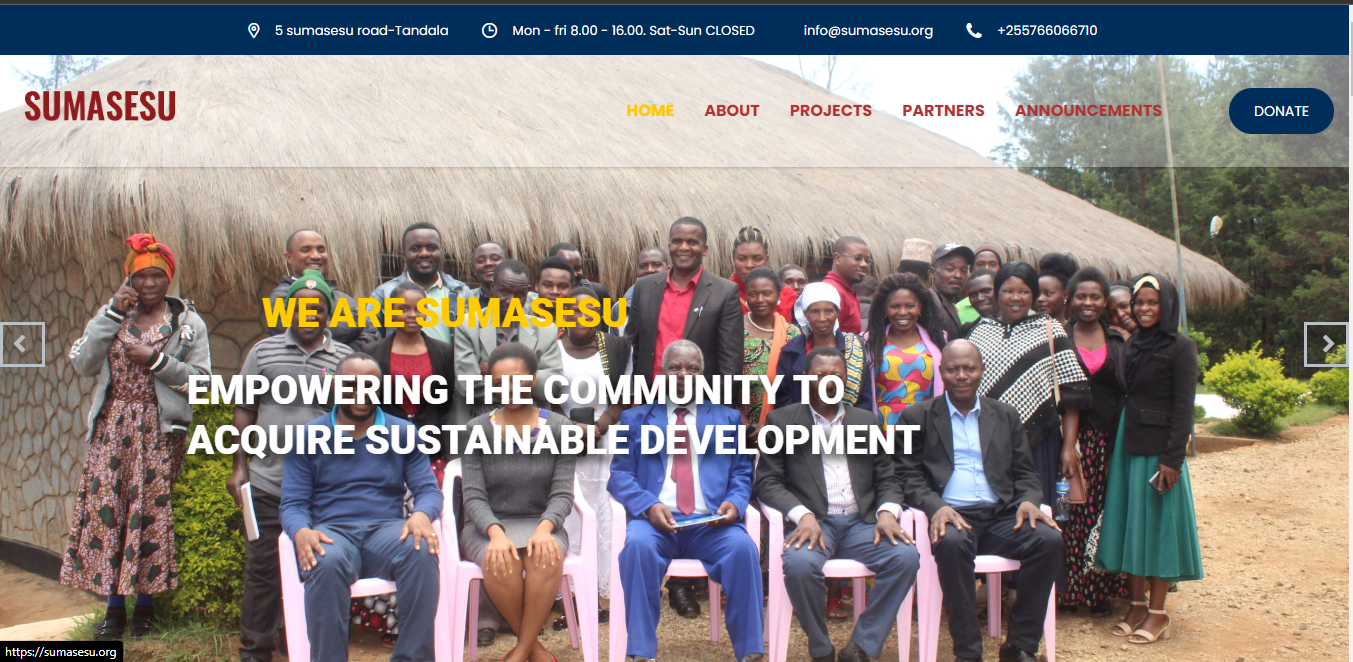 5 sumasesu road-Tandala
Mon - fri 8.00 - 16.00. Sat-Sun CLOSED
info@sumasesu.org
+255766066710
SUMASESU
HOME
ABOUT
PROJECTS
PARTNERS
ANNOUNCEMENTS
DONATE
WE ARE SUMASESU
EMPOWERING THE COMMUNITY TO
ACQUIRE SUSTAINABLE DEVELOPMENT
https://sumasesu.org